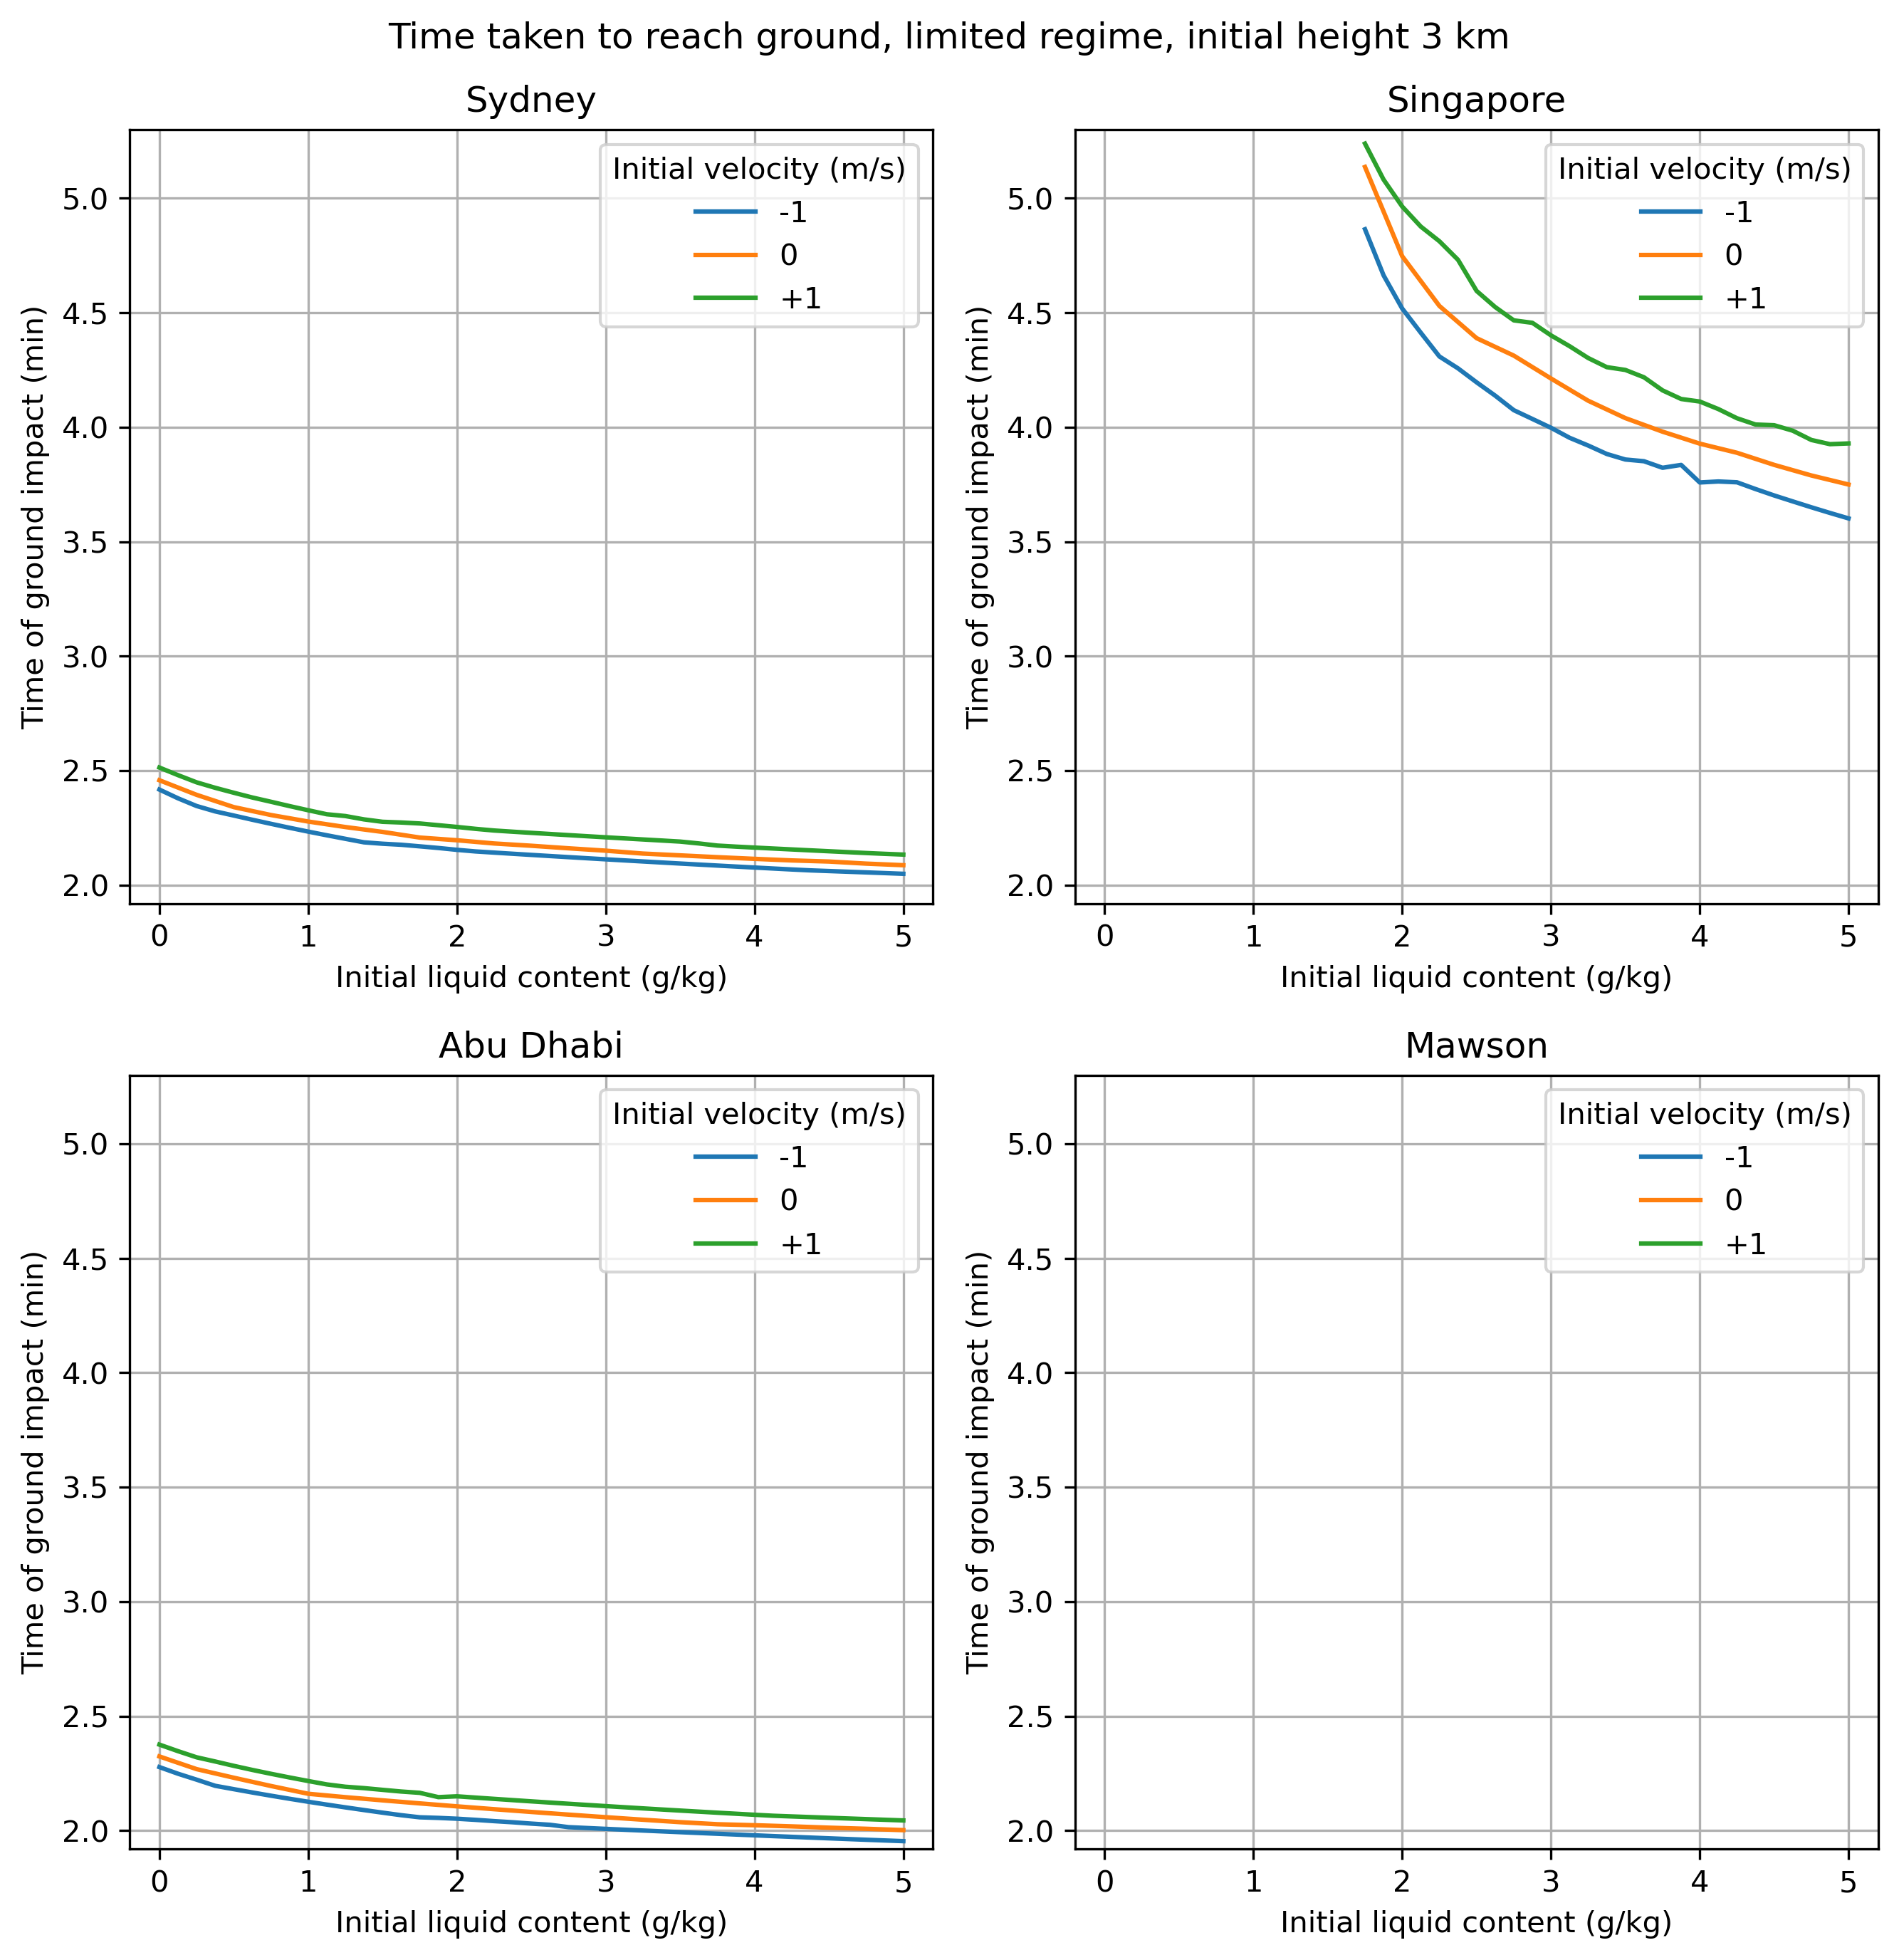 Time taken to reach ground, limited regime, initial height 3 km
Sydney
Initial velocity (m/s)
-1
0
+1
5.0
4.5
4.0
3.5
3.0
2.5
2.0
Time of ground impact (min)
0 1 2 3 4 5
Initial liquid content (g/kg)
Singapore
Initial velocity (m/s)
-1
0
+1
5.0
4.5
4.0
3.5
3.0
2.5
2.0
Time of ground impact (min)
0 1 2 3 4 5
Initial liquid content (g/kg)
Abu Dhabi
Initial velocity (m/s)
-1
0
+1
5.0
4.5
4.0
3.5
3.0
2.5
2.0
Time of ground impact (min)
0 1 2 3 4 5
Initial liquid content (g/kg)
Mawson
Initial velocity (m/s)
-1
0
+1
5.0
4.5
4.0
3.5
3.0
2.5
2.0
Time of ground impact (min)
0 1 2 3 4 5
Initial liquid content (g/kg)